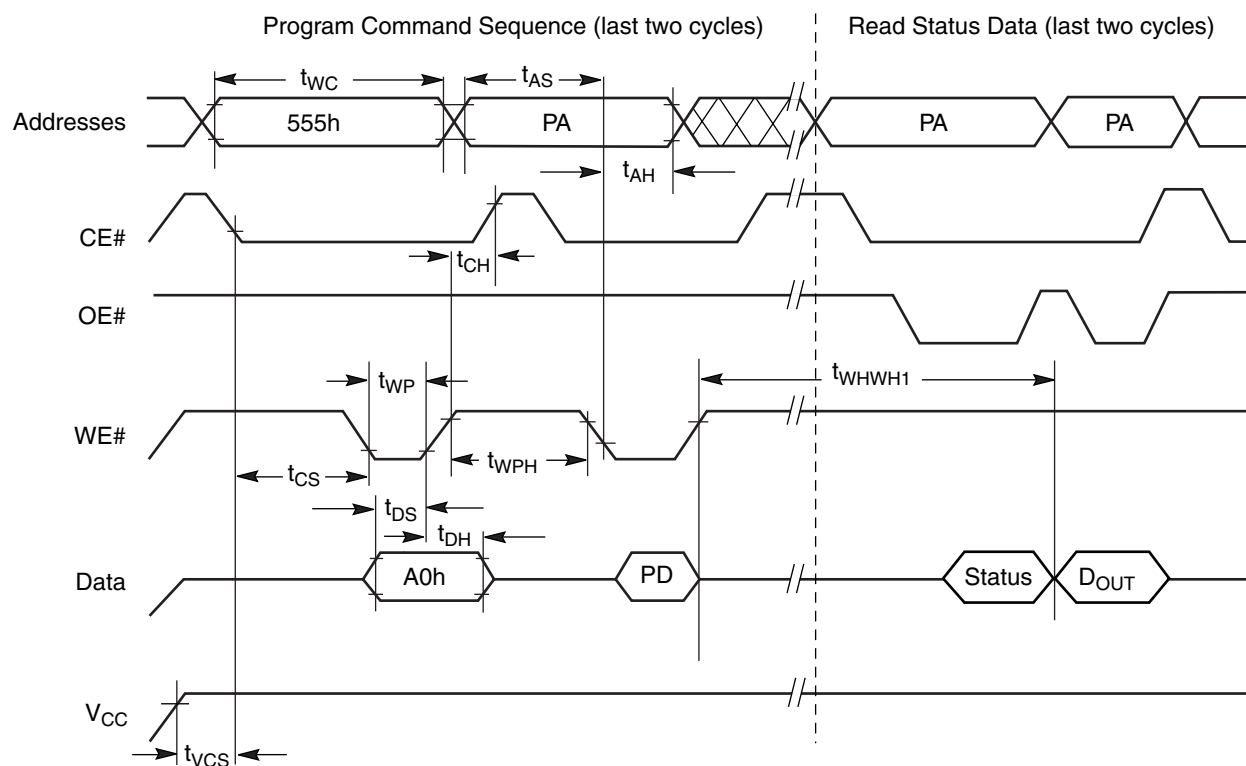 Program Command Sequence (last two cycles) Read Status Data (last two cycles)
tWC tAS
Addresses 555h PA PA PA
tAH
CE#
tCH
OE#
tWP tWHWH1
WE#
tCS tWPH
tDS
tDH
Data A0h PD Status DOUT
VCC
tVCS